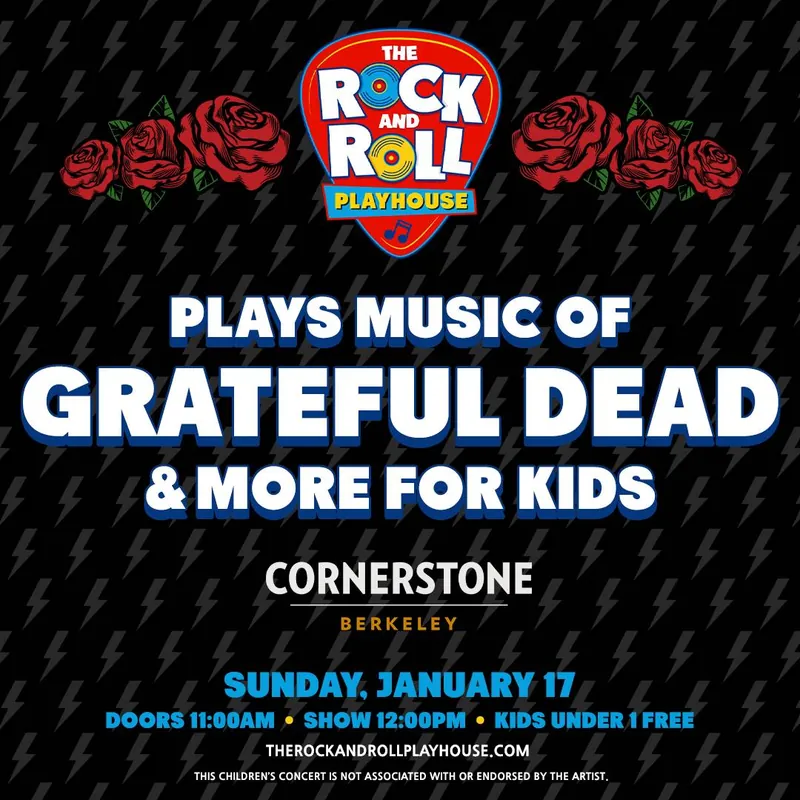 THE
ROCK
AND
ROLL
PLAYHOUSE
PLAYS MUSIC OF
GRATEFUL DEAD
& MORE FOR KIDS
CORNERSTONE
BERKELEY
SUNDAY, JANUARY 17
DOORS 11:00AM • SHOW 12:00PM • KIDS UNDER 1 FREE
THEROCKANDROLLPLAYHOUSE.COM
THIS CHILDREN'S CONCERT IS NOT ASSOCIATED WITH OR ENDORSED BY THE ARTIST.